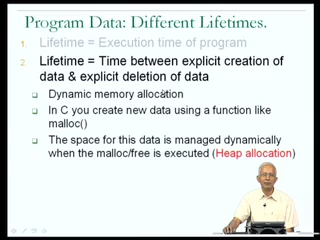 Program Data: Different Lifetimes.
1. Lifetime = Execution time of program
2. Lifetime = Time between explicit creation of
data & explicit deletion of data
Dynamic memory allocation
In C you create new data using a function like
malloc()
The space for this data is managed dynamically
when the malloc/free is executed (Heap allocation)